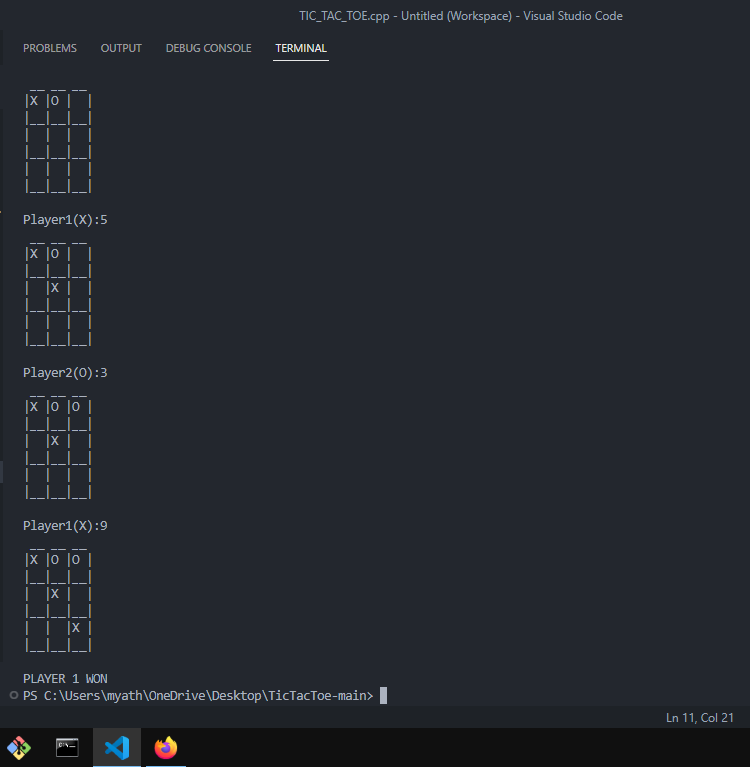 TIC_TAC_TOE.cpp - Untitled (Workspace) - Visual Studio Code
PROBLEMS OUTPUT DEBUG CONSOLE TERMINAL
 __ __ __
|X |O |  |
|__|__|__|
|  |  |  |
|__|__|__|
|  |  |  |
|__|__|__|
Player1(X):5
 __ __ __
|X |O |  |
|__|__|__|
|  |X |  |
|__|__|__|
|  |  |  |
|__|__|__|
Player2(O):3
 __ __ __
|X |O |O |
|__|__|__|
|  |X |  |
|__|__|__|
|  |  |  |
|__|__|__|
Player1(X):9
 __ __ __
|X |O |O |
|__|__|__|
|  |X |  |
|__|__|__|
|  |  |X |
|__|__|__|
PLAYER 1 WON
PS C:\Users\myath\OneDrive\Desktop\TicTacToe-main>
Ln 11, Col 21